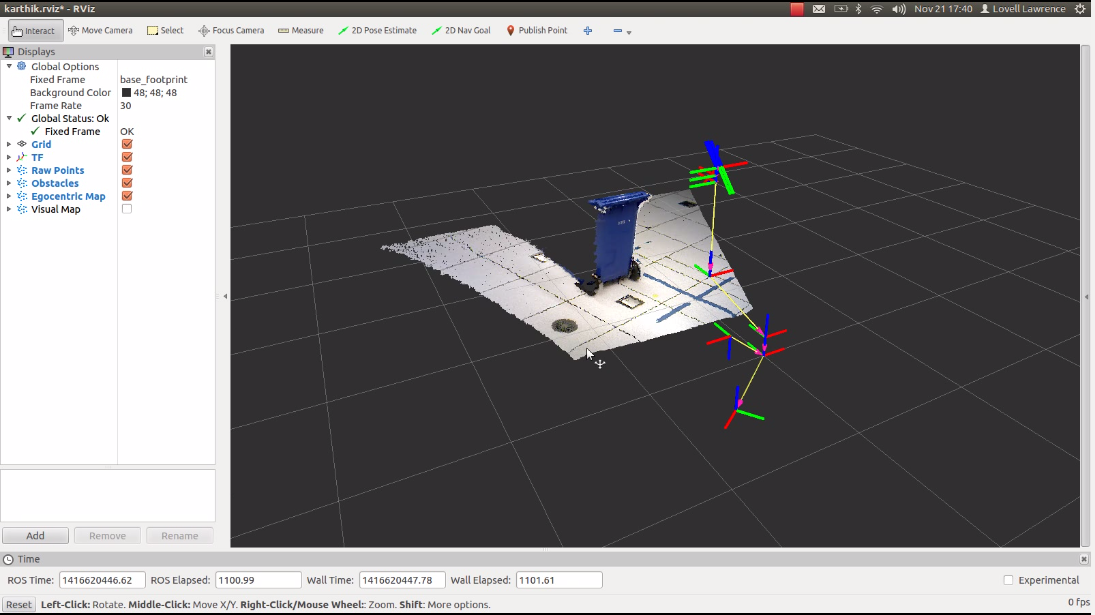 karthik.rviz* - RViz
Nov 21 17:40 Lovell Lawrence
Interact Move Camera Select Focus Camera Measure 2D Pose Estimate 2D Nav Goal Publish Point
Displays
Global Options
Fixed Frame base_footprint
Background Color 48; 48; 48
Frame Rate 30
Global Status: Ok
Fixed Frame OK
Grid
TF
Raw Points
Obstacles
Egocentric Map
Visual Map
Add Remove Rename
Time
ROS Time: 1416620446.62 ROS Elapsed: 1100.99 Wall Time: 1416620447.78 Wall Elapsed: 1101.61 Experimental
Reset Left-Click: Rotate. Middle-Click: Move X/Y. Right-Click/Mouse Wheel:: Zoom. Shift: More options. 0 fps